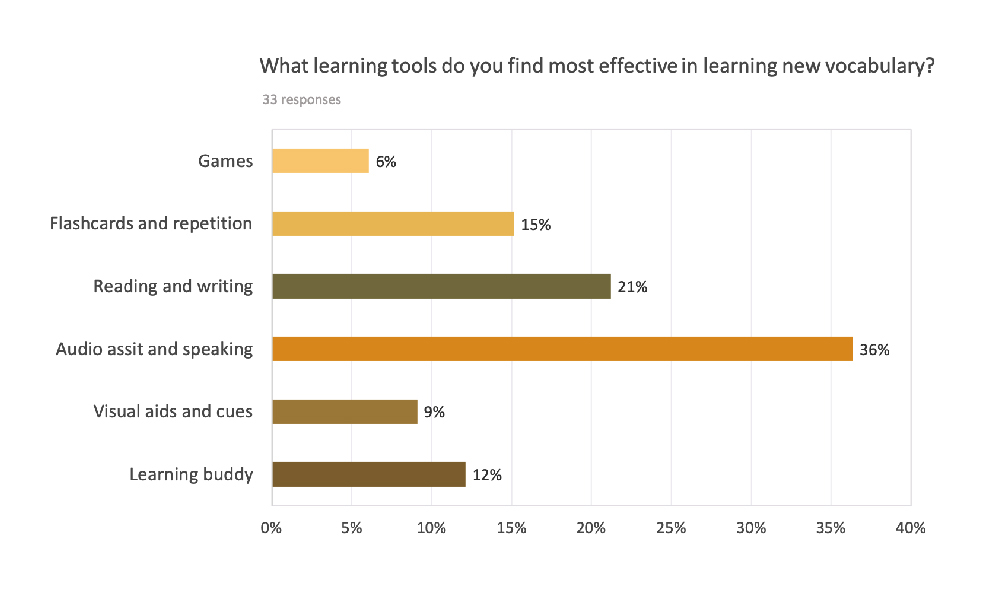 What learning tools do you find most effective in learning new vocabulary?
33 responses
Games 6%
Flashcards and repetition 15%
Reading and writing 21%
Audio assit and speaking 36%
Visual aids and cues 9%
Learning buddy 12%
0% 5% 10% 15% 20% 25% 30% 35% 40%